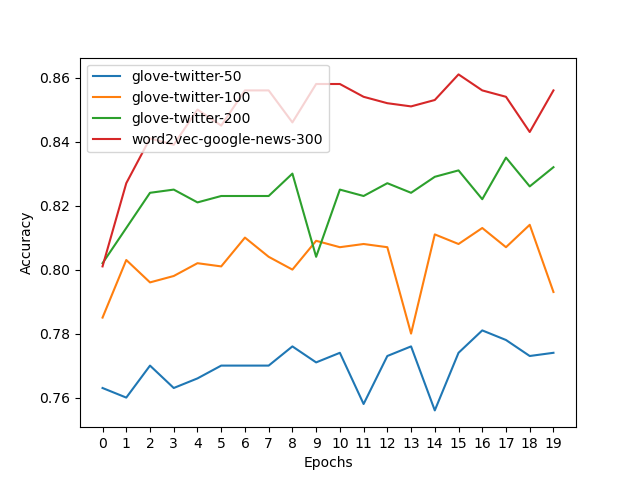 glove-twitter-50
glove-twitter-100
glove-twitter-200
word2vec-google-news-300
0.86
0.84
0.82
0.80
0.78
0.76
Accuracy
0 1 2 3 4 5 6 7 8 9 10 11 12 13 14 15 16 17 18 19
Epochs